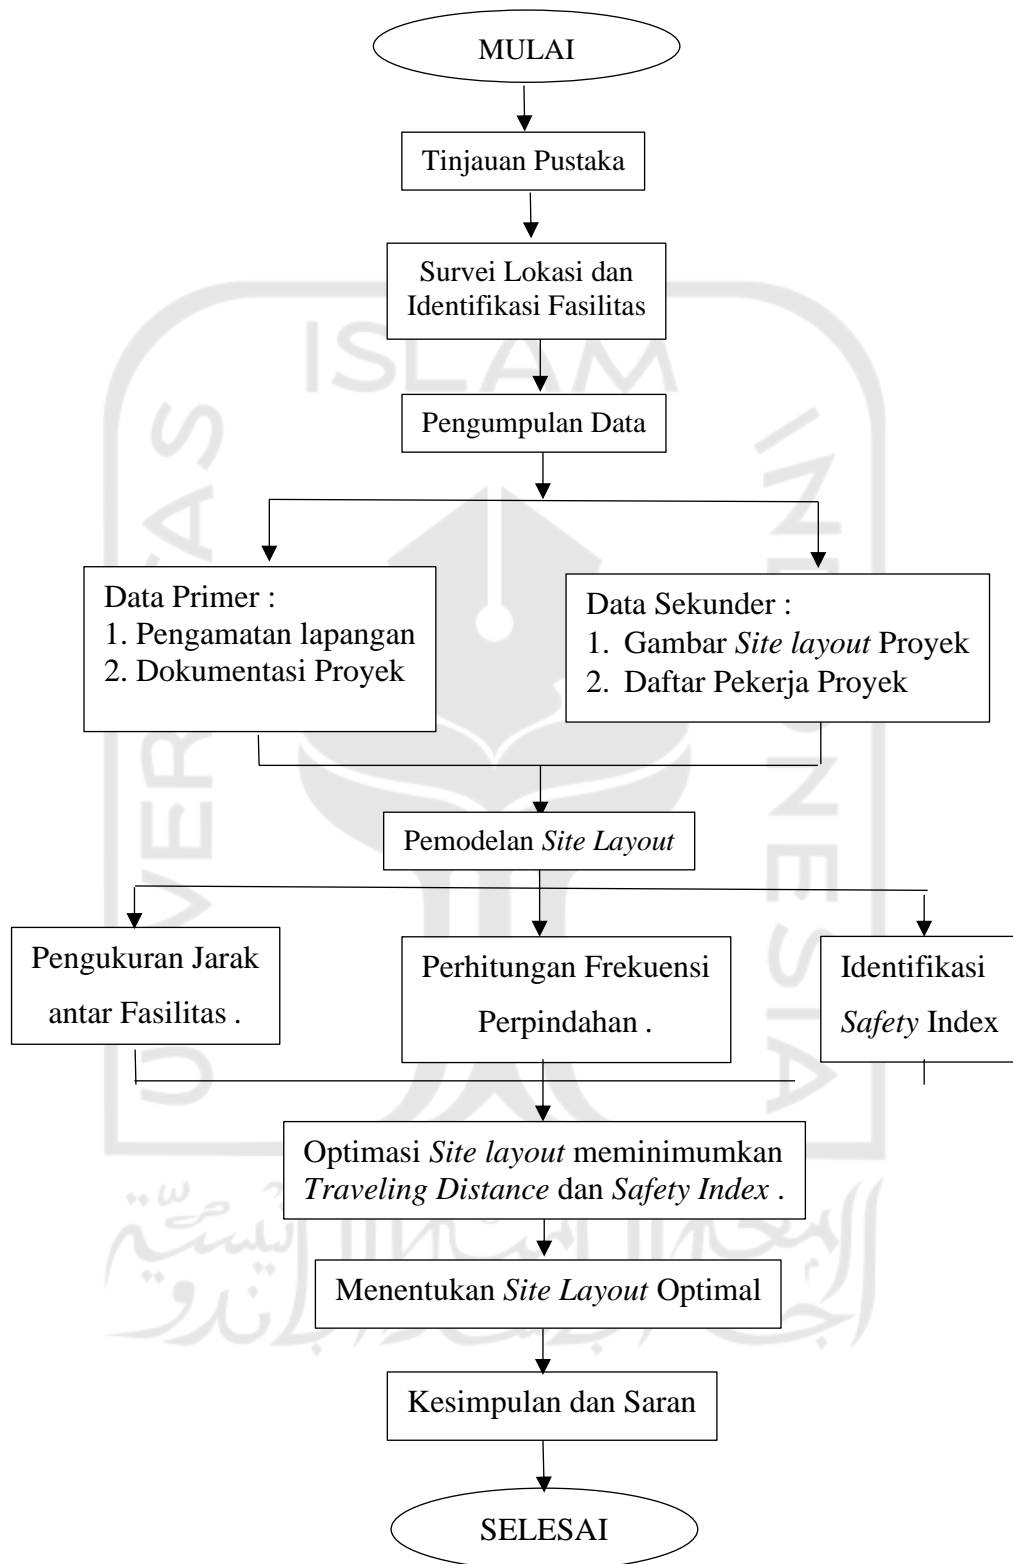 MULAI
Tinjauan Pustaka
Survei Lokasi dan
Identifikasi Fasilitas
ISLAM
UNIVERSITAS
INDONESIA
Pengumpulan Data
Data Primer :
1. Pengamatan lapangan
2. Dokumentasi Proyek
Data Sekunder :
1. Gambar Site layout Proyek
2. Daftar Pekerja Proyek
Pemodelan Site Layout
Pengukuran Jarak
antar Fasilitas .
Perhitungan Frekuensi
Perpindahan .
Identifikasi
Safety Index
Optimasi Site layout meminimumkan
Traveling Distance dan Safety Index .
Menentukan Site Layout Optimal
Kesimpulan dan Saran
SELESAI